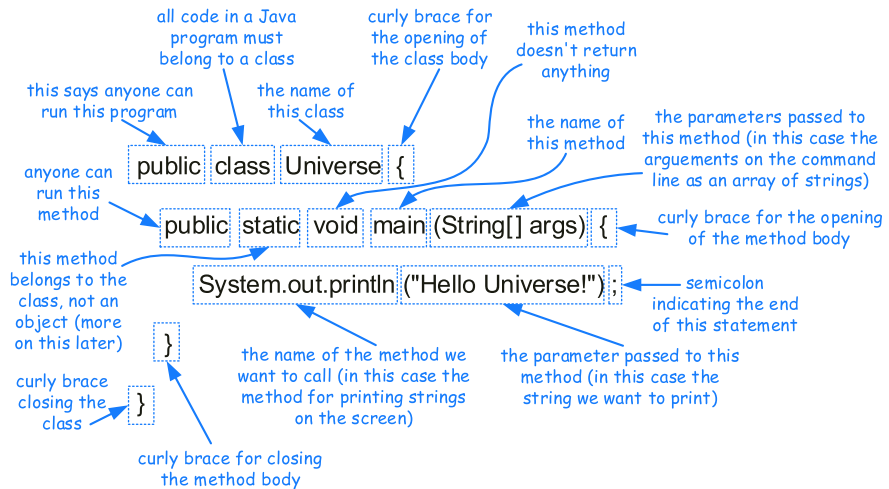 all code in a Java
program must
belong to a class
curly brace for
the opening of
the class body
this method
doesn't return
anything
this says anyone can
run this program
the name of
this class
the name of
this method
the parameters passed to
this method (in this case the
arguements on the command
line as an array of strings)
public class Universe {
anyone can
run this
method
public static void main (String[] args) {
curly brace for the opening
of the method body
this method
belongs to the
class, not an
object (more
on this later)
System.out.println ("Hello Universe!") ;
semicolon
indicating the end
of this statement
}
the name of the method we
want to call (in this case the
method for printing strings
on the screen)
the parameter passed to this
method (in this case the
string we want to print)
curly brace
closing the
class
}
curly brace for closing
the method body